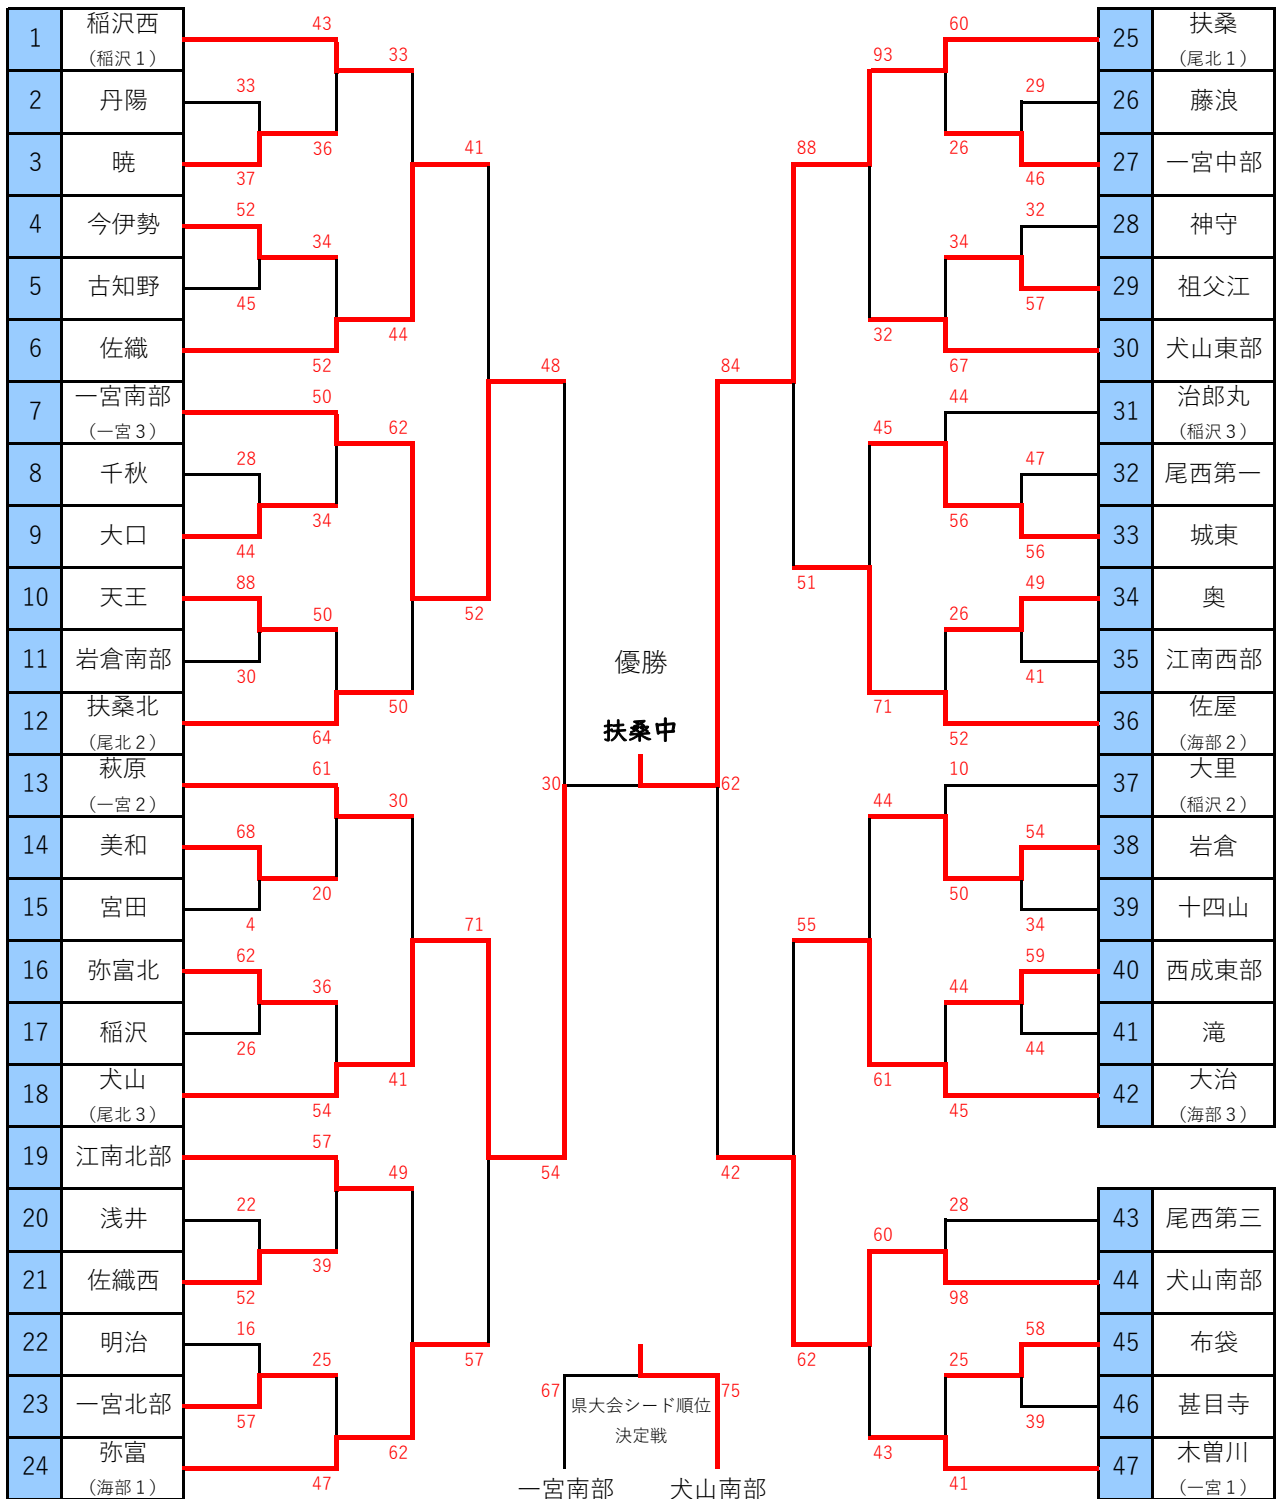 1 稲沢西
(稲沢1)
2 丹陽
3 暁
4 今伊勢
5 古知野
6 佐織
7 一宮南部
(一宮3)
8 千秋
9 大口
10 天王
11 岩倉南部
12 扶桑北
(尾北2)
13 萩原
(一宮2)
14 美和
15 宮田
16 弥富北
17 稲沢
18 犬山
(尾北3)
19 江南北部
20 浅井
21 佐織西
22 明治
23 一宮北部
24 弥富
(海部1)
43
33
37
52
45
52
50
28
44
88
30
64
61
68
4
62
26
54
57
22
52
16
57
47
36
34
34
50
20
36
39
25
33
44
62
50
30
41
49
62
41
52
71
57
48
54
30
優勝
扶桑中
62
84
42
88
51
55
62
93
32
45
71
44
61
60
43
26
34
56
26
50
44
25
60
29
46
32
57
67
44
47
56
49
41
52
10
54
34
59
44
45
28
98
58
39
41
25 扶桑
(尾北1)
26 藤浪
27 一宮中部
28 神守
29 祖父江
30 犬山東部
31 治郎丸
(稲沢3)
32 尾西第一
33 城東
34 奥
35 江南西部
36 佐屋
(海部2)
37 大里
(稲沢2)
38 岩倉
39 十四山
40 西成東部
41 滝
42 大治
(海部3)
43 尾西第三
44 犬山南部
45 布袋
46 甚目寺
47 木曽川
(一宮1)
67
75
県大会シード順位
決定戦
一宮南部
犬山南部